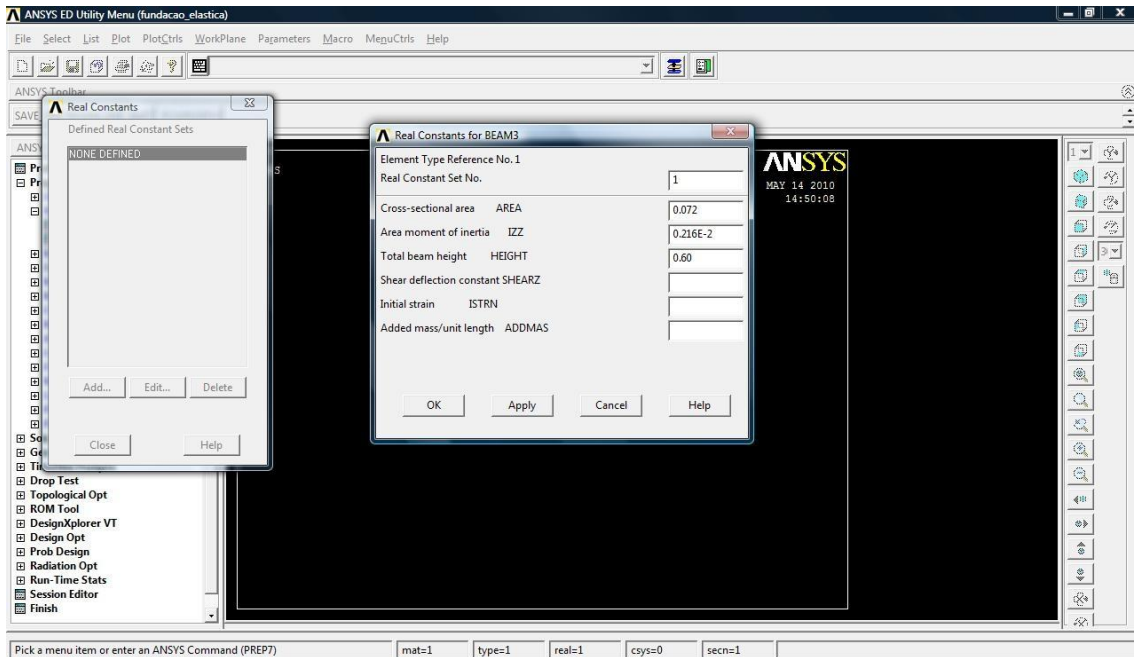 ANSYS ED Utility Menu (fundacao_elastica)
File Select List Plot PlotCtrls WorkPlane Parameters Macro MenuCtrls Help
ANSYS Toolbar
SAVE
Real Constants
Defined Real Constant Sets
NONE DEFINED
Add... Edit... Delete
Close Help
Real Constants for BEAM3
Element Type Reference No. 1
Real Constant Set No. 1
Cross-sectional area AREA 0.072
Area moment of inertia IZZ 0.216E-2
Total beam height HEIGHT 0.60
Shear deflection constant SHEARZ
Initial strain ISTRN
Added mass/unit length ADDMAS
OK Apply Cancel Help
ANSYS
MAY 14 2010
14:50:08
1
Drop Test
Topological Opt
ROM Tool
DesignXplorer VT
Design Opt
Prob Design
Radiation Opt
Run-Time Stats
Session Editor
Finish
Pick a menu item or enter an ANSYS Command (PREP7)
mat=1 type=1 real=1 csys=0 secn=1